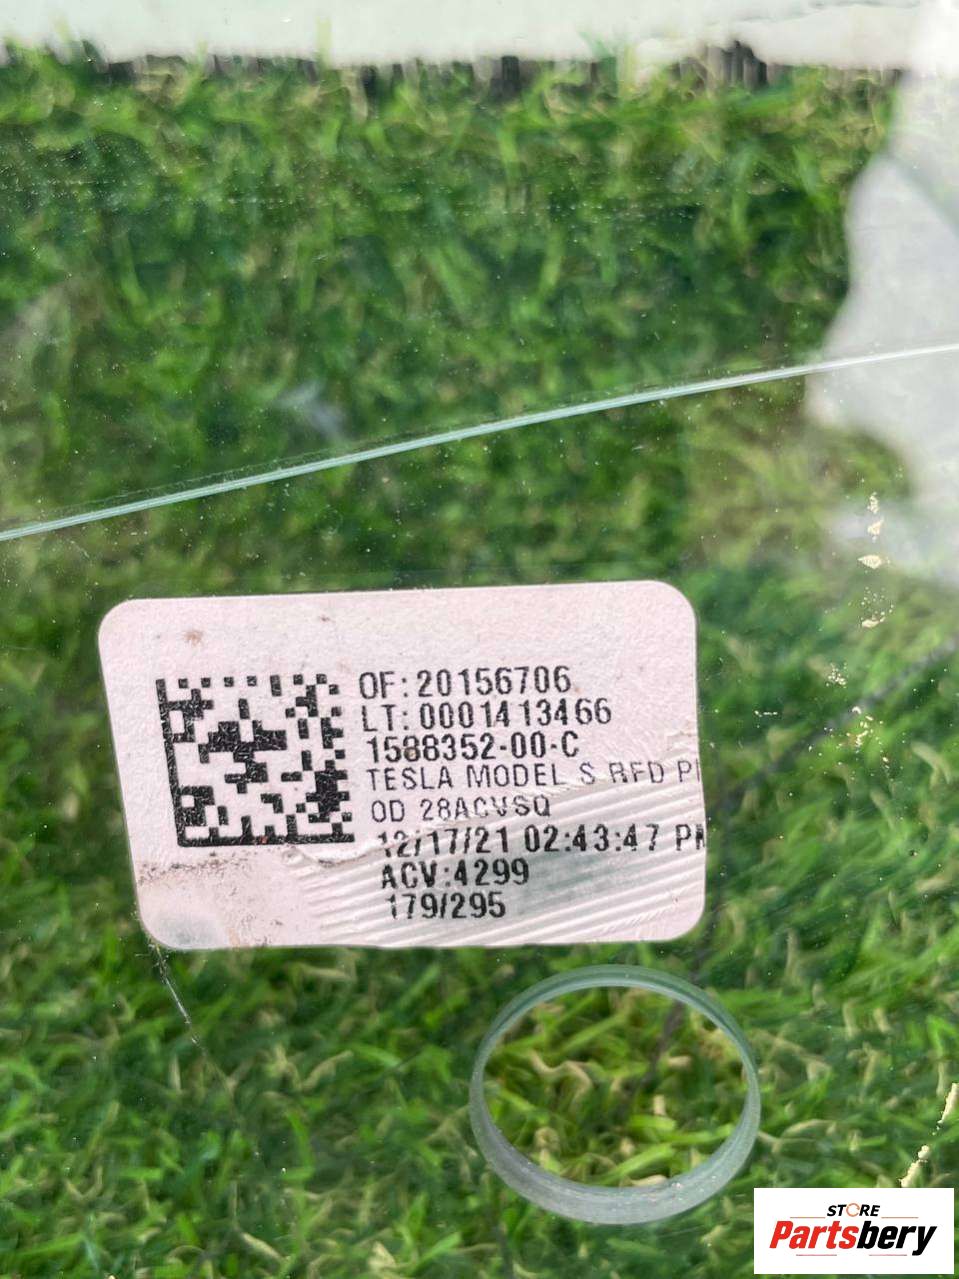 OF:20156706
LT:0001413466
1588352-00-C
TESLA MODEL S RFD
OD 28ACVSQ
12/17/21 02:43:47 PM
ACV:4299
179/295
STORE
Partsbery